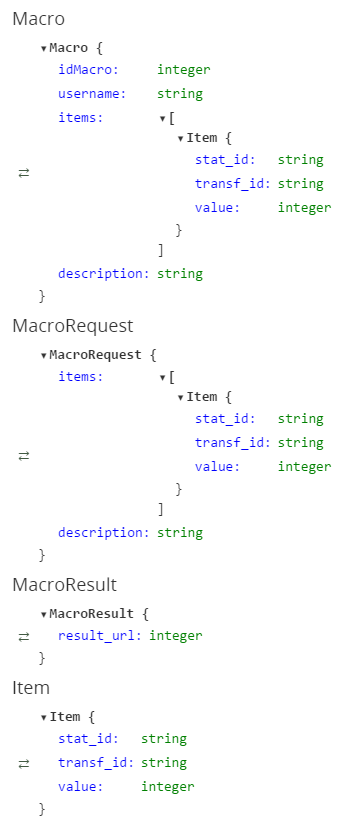 Macro
▾Macro {
idMacro: integer
username: string
items: ▾[
▾Item {
stat_id: string
transf_id: string
value: integer
}
]
description: string
}
MacroRequest
▾MacroRequest {
items: ▾[
▾Item {
stat_id: string
transf_id: string
value: integer
}
]
description: string
}
MacroResult
▾MacroResult {
result_url: integer
}
Item
▾Item {
stat_id: string
transf_id: string
value: integer
}